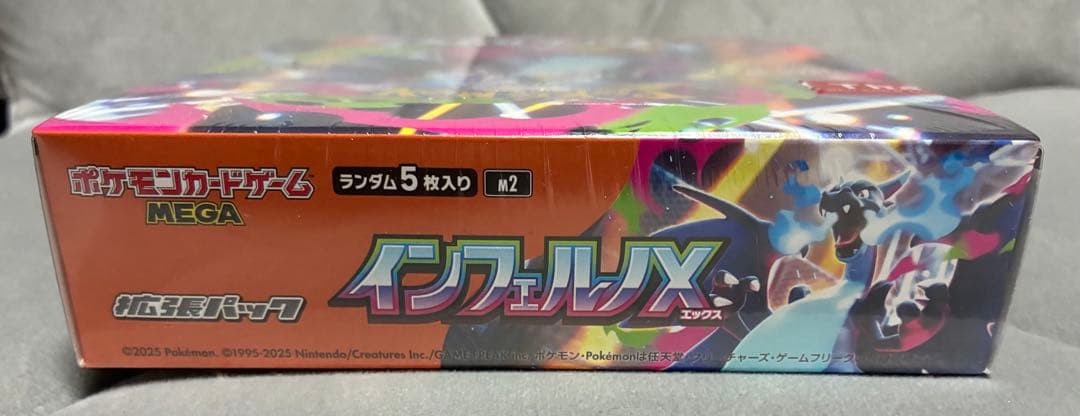 ポケモンカードゲーム
MEGA
ランダム5枚入り
M2
インフェルノX
エックス
拡張パック
©2025 Pokémon. ©1995-2025 Nintendo/Creatures Inc./GAME FREAK inc. ポケモン・Pokémonは任天堂・クリーチャーズ・ゲームフリーク